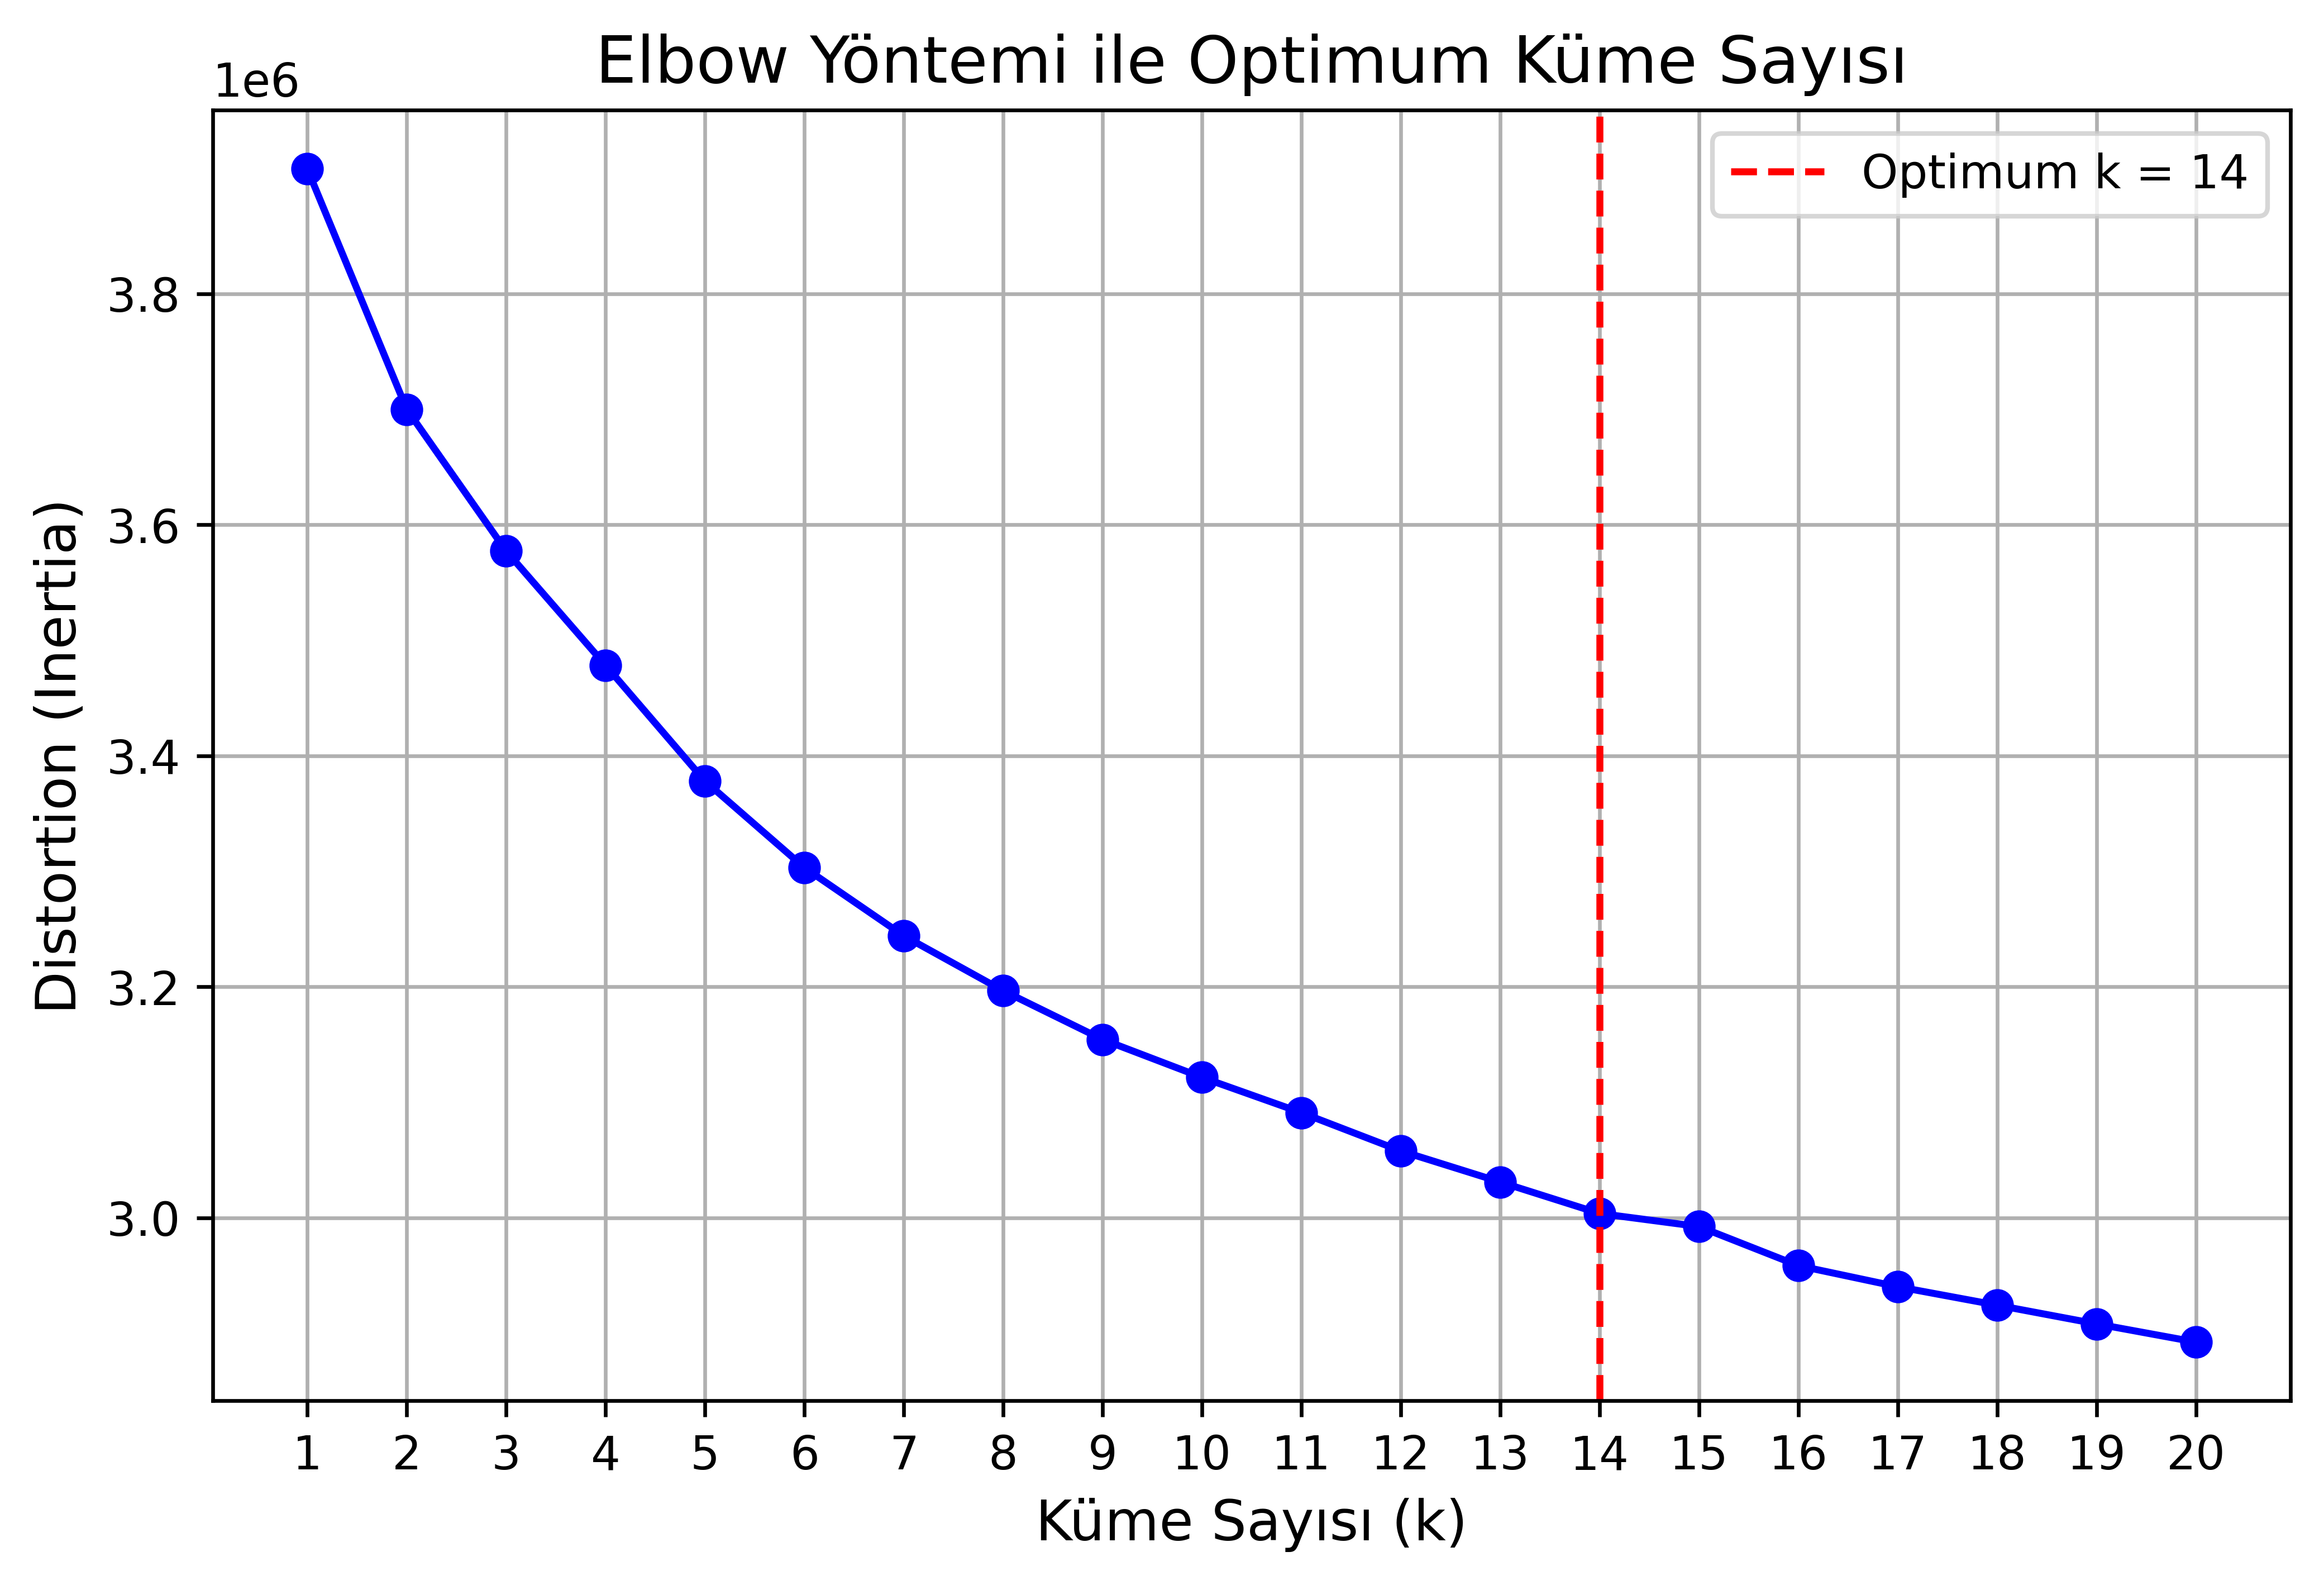 Elbow Yöntemi ile Optimum Küme Sayısı
1e6
Optimum k = 14
3.8
3.6
3.4
3.2
3.0
Distortion (Inertia)
1 2 3 4 5 6 7 8 9 10 11 12 13 14 15 16 17 18 19 20
Küme Sayısı (k)